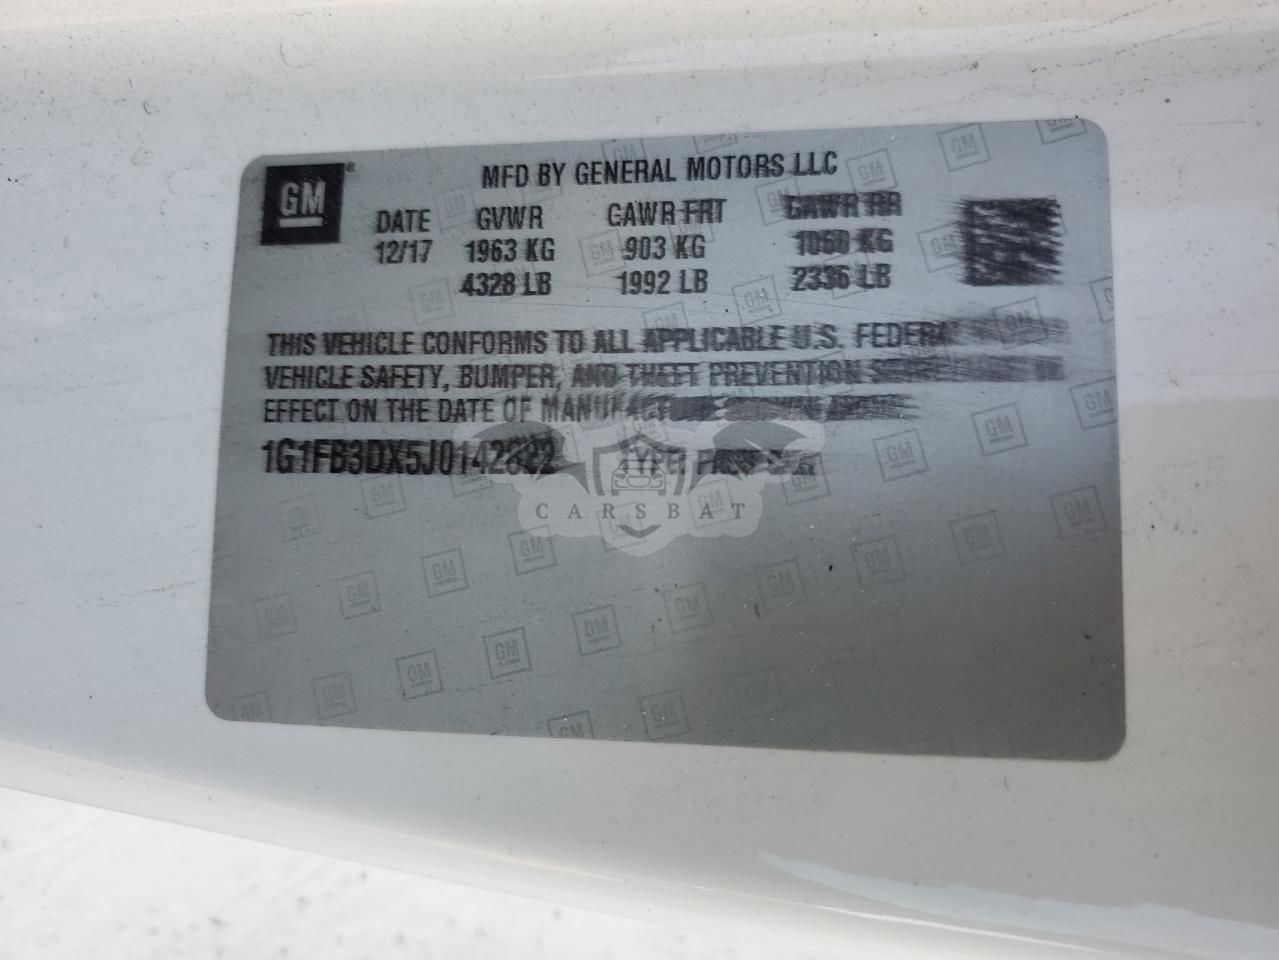 GM
MFD BY GENERAL MOTORS LLC
DATE GVWR GAWR FRT GAWR RR
12/17 1963 KG 903 KG 1058 KG
4328 LB 1992 LB 2336 LB
THIS VEHICLE CONFORMS TO ALL APPLICABLE U.S. FEDERAL
VEHICLE SAFETY, BUMPER, AND THEFT PREVENTION
EFFECT ON THE DATE OF MANUFACTURE
TYPE:
CARSBAT